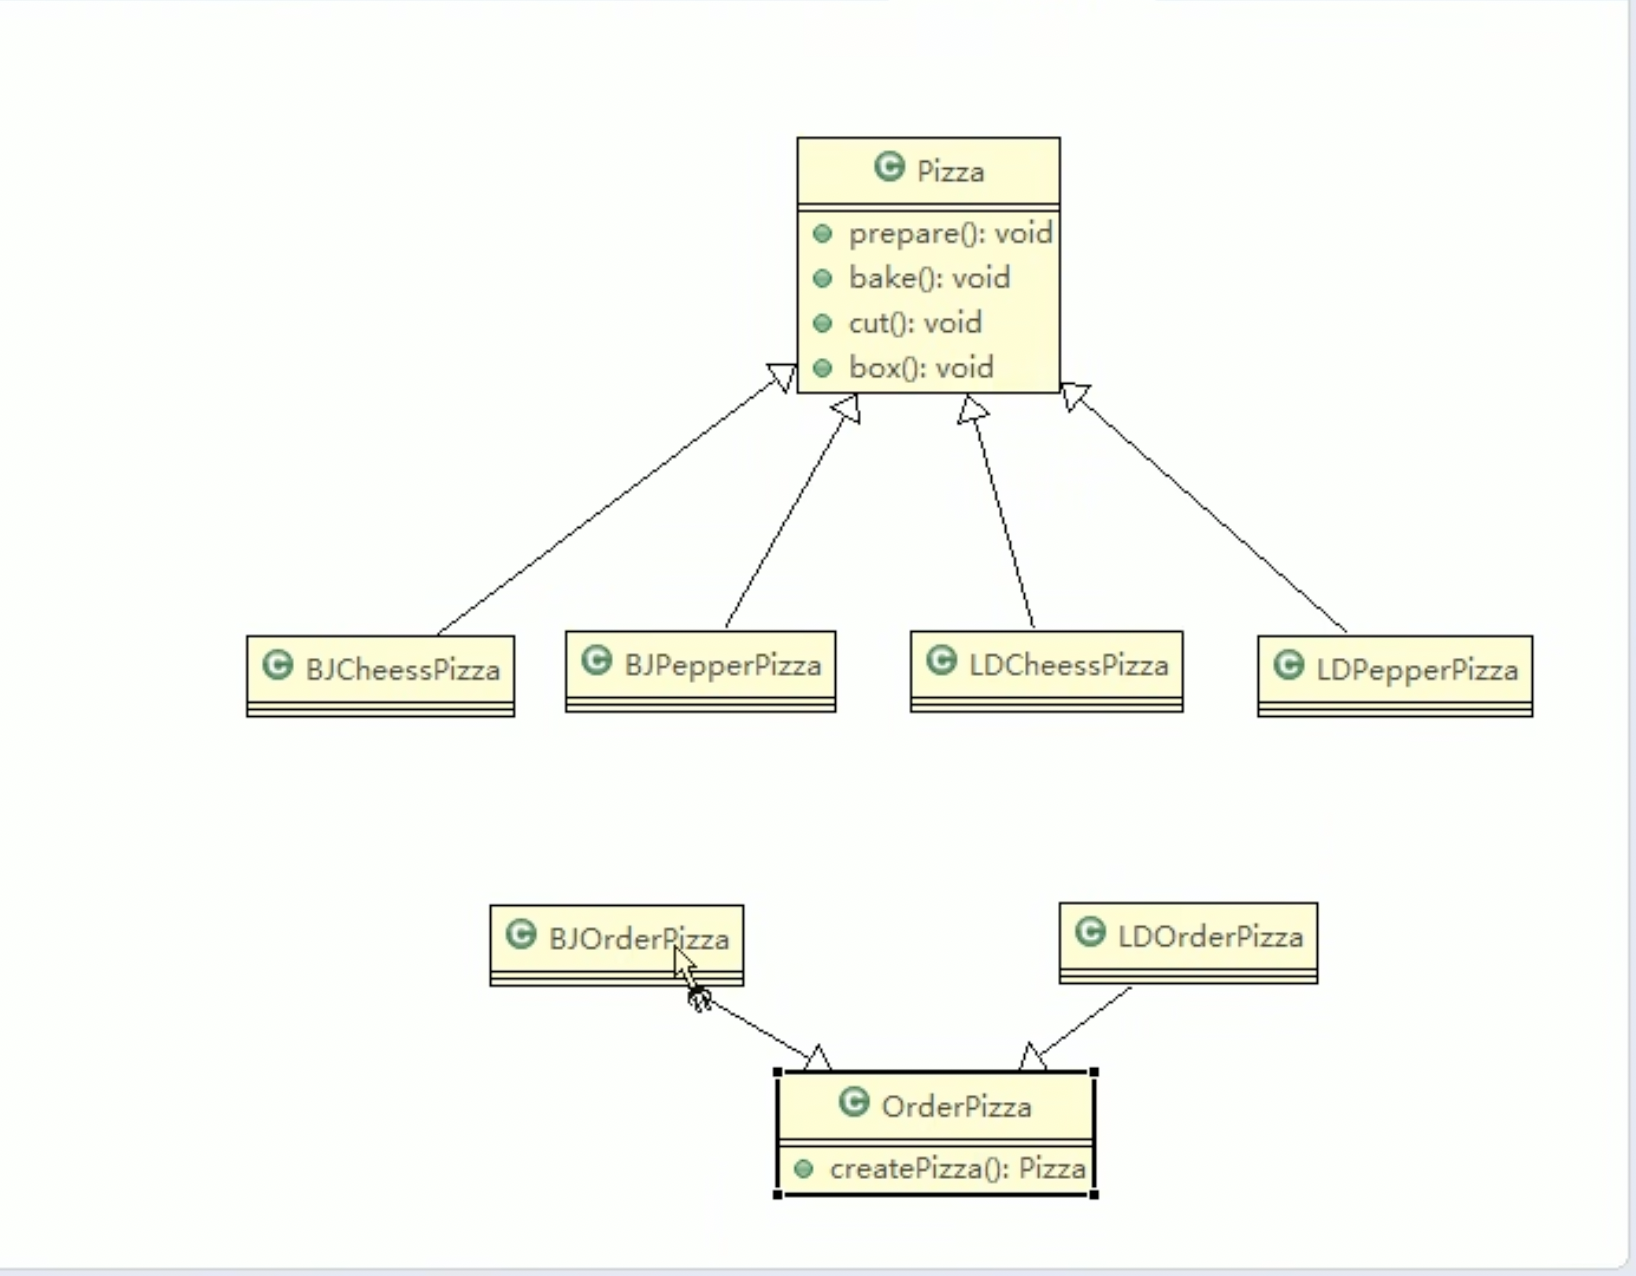 Pizza
prepare(): void
bake(): void
cut(): void
box(): void
BJCheessPizza
BJPepperPizza
LDCheessPizza
LDPepperPizza
BJOrderPizza
LDOrderPizza
OrderPizza
createPizza(): Pizza